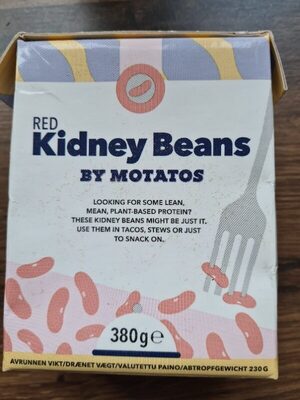 RED
Kidney Beans
BY MOTATOS
LOOKING FOR SOME LEAN,
MEAN, PLANT-BASED PROTEIN?
THESE KIDNEY BEANS MIGHT BE JUST IT.
USE THEM IN TACOS, STEWS OR JUST
TO SNACK ON.
380g℮
AVRUNNEN VIKT/DRÆNET VÆGT/VALUTETTU PAINO/ABTROPFGEWICHT 230 G